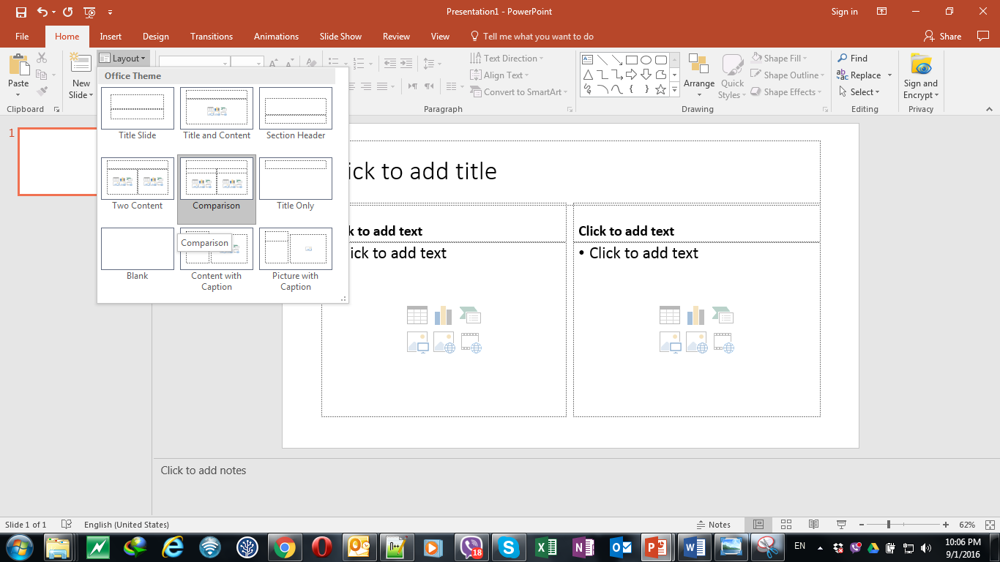 Presentation1 - PowerPoint
Sign in
File
Home
Insert
Design
Transitions
Animations
Slide Show
Review
View
Tell me what you want to do
Share
Paste
Clipboard
New
Slide
Layout
Paragraph
Text Direction
Align Text
Convert to SmartArt
Arrange
Quick
Styles
Shape Fill
Shape Outline
Shape Effects
Drawing
Find
Replace
Select
Editing
Sign and
Encrypt
Privacy
Office Theme
Title Slide
Title and Content
Section Header
Two Content
Comparison
Title Only
Comparison
Blank
Content with
Caption
Picture with
Caption
1
ick to add title
k to add text
ick to add text
Click to add text
• Click to add text
Click to add notes
Slide 1 of 1
English (United States)
Notes
62%
18
EN
10:06 PM
9/1/2016